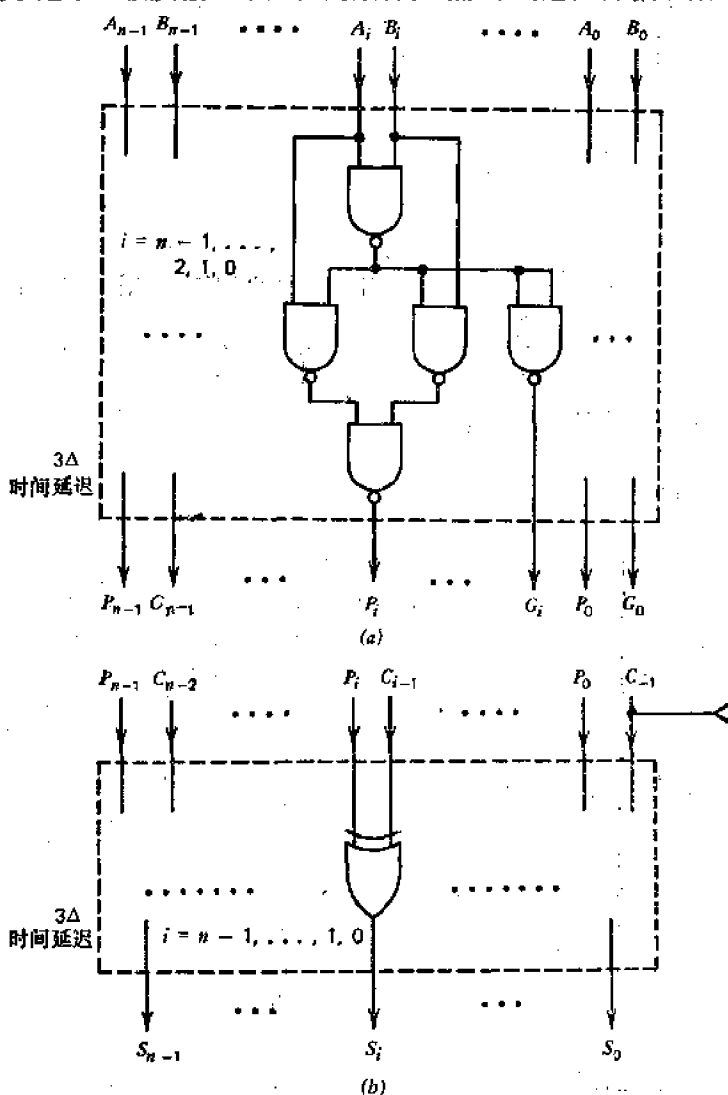 A_{n-1} B_{n-1} A_i B_i A_0 B_0
i = n - 1, . . . . ,
2, 1, 0
3Δ
时间延迟
P_{n-1} G_{n-1} P_i G_i P_0 G_0
(a)
P_{n-1} C_{n-2} P_i C_{i-1} P_0 C_{-1}
3Δ
时间延迟
i = n - 1, . . . . , 1, 0
S_{n-1} S_i S_0
(b)